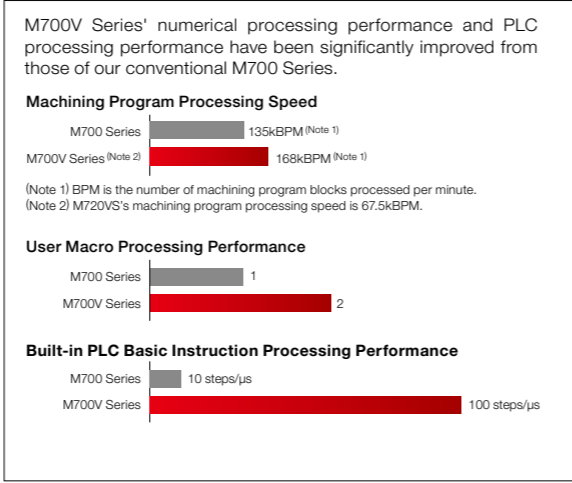 M700V Series' numerical processing performance and PLC
processing performance have been significantly improved from
those of our conventional M700 Series.
Machining Program Processing Speed
M700 Series 135kBPM (Note 1)
M700V Series (Note 2) 168kBPM (Note 1)
(Note 1) BPM is the number of machining program blocks processed per minute.
(Note 2) M720VS's machining program processing speed is 67.5kBPM.
User Macro Processing Performance
M700 Series 1
M700V Series 2
Built-in PLC Basic Instruction Processing Performance
M700 Series 10 steps/μs
M700V Series 100 steps/μs